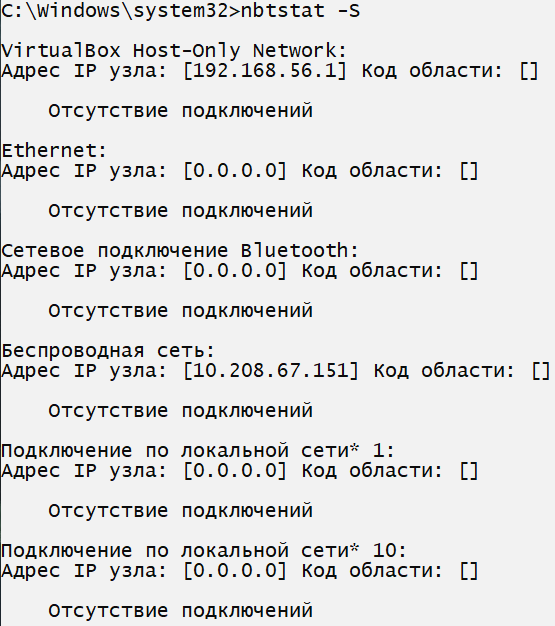 C:\Windows\system32>nbtstat -S
VirtualBox Host-Only Network:
Адрес IP узла: [192.168.56.1] Код области: []
Отсутствие подключений
Ethernet:
Адрес IP узла: [0.0.0.0] Код области: []
Отсутствие подключений
Сетевое подключение Bluetooth:
Адрес IP узла: [0.0.0.0] Код области: []
Отсутствие подключений
Беспроводная сеть:
Адрес IP узла: [10.208.67.151] Код области: []
Отсутствие подключений
Подключение по локальной сети* 1:
Адрес IP узла: [0.0.0.0] Код области: []
Отсутствие подключений
Подключение по локальной сети* 10:
Адрес IP узла: [0.0.0.0] Код области: []
Отсутствие подключений